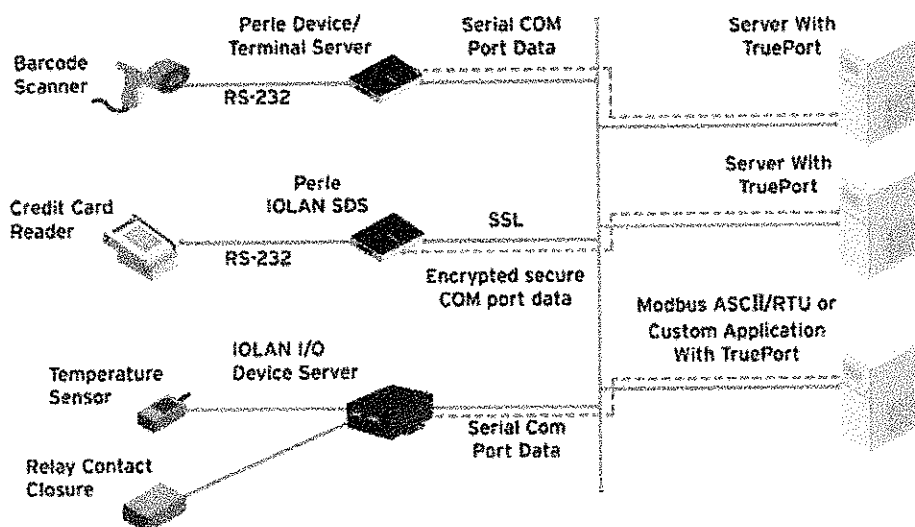 Perle Device/
Terminal Server
Serial COM
Port Data
Server With
TruePort
Barcode
Scanner
RS-232
Server With
TruePort
Perle
IOLAN SDS
Credit Card
Reader
SSL
RS-232
Encrypted secure
COM port data
Modbus ASCII/RTU or
Custom Application
With TruePort
IOLAN I/O
Device Server
Temperature
Sensor
Serial Com
Port Data
Relay Contact
Closure